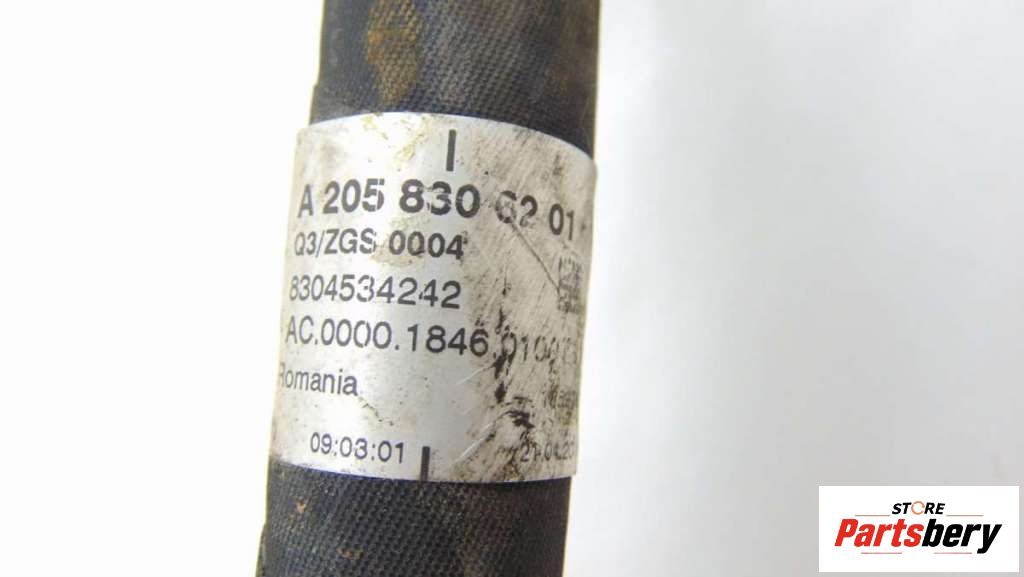 A 205 830 62 01
Q3/ZGS 0004
8304534242
AC.0000.1846
Romania
09:03:01
STORE
Partsbery